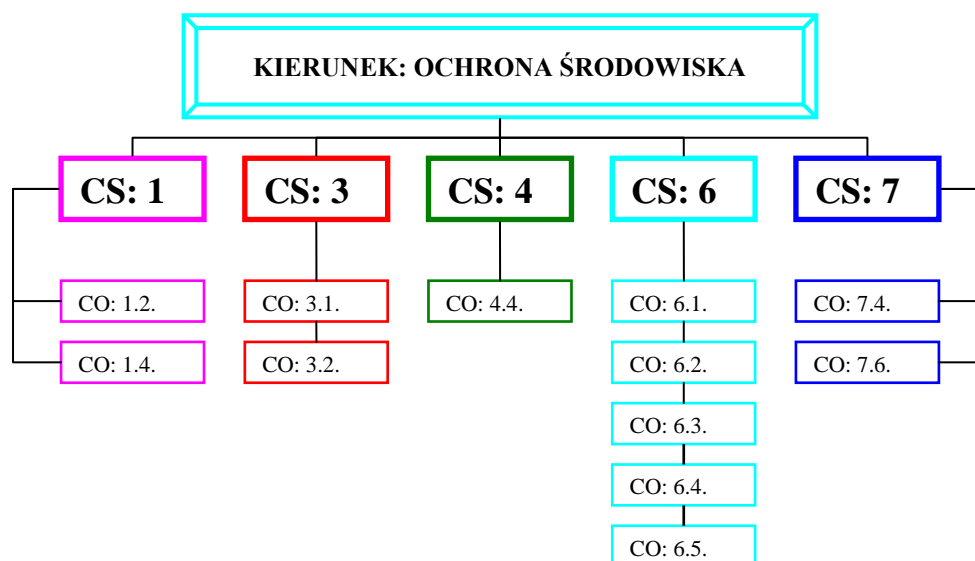 KIERUNEK: OCHRONA ŚRODOWISKA
CS: 1
CS: 3
CS: 4
CS: 6
CS: 7
CO: 1.2.
CO: 3.1.
CO: 4.4.
CO: 6.1.
CO: 7.4.
CO: 1.4.
CO: 3.2.
CO: 6.2.
CO: 7.6.
CO: 6.3.
CO: 6.4.
CO: 6.5.